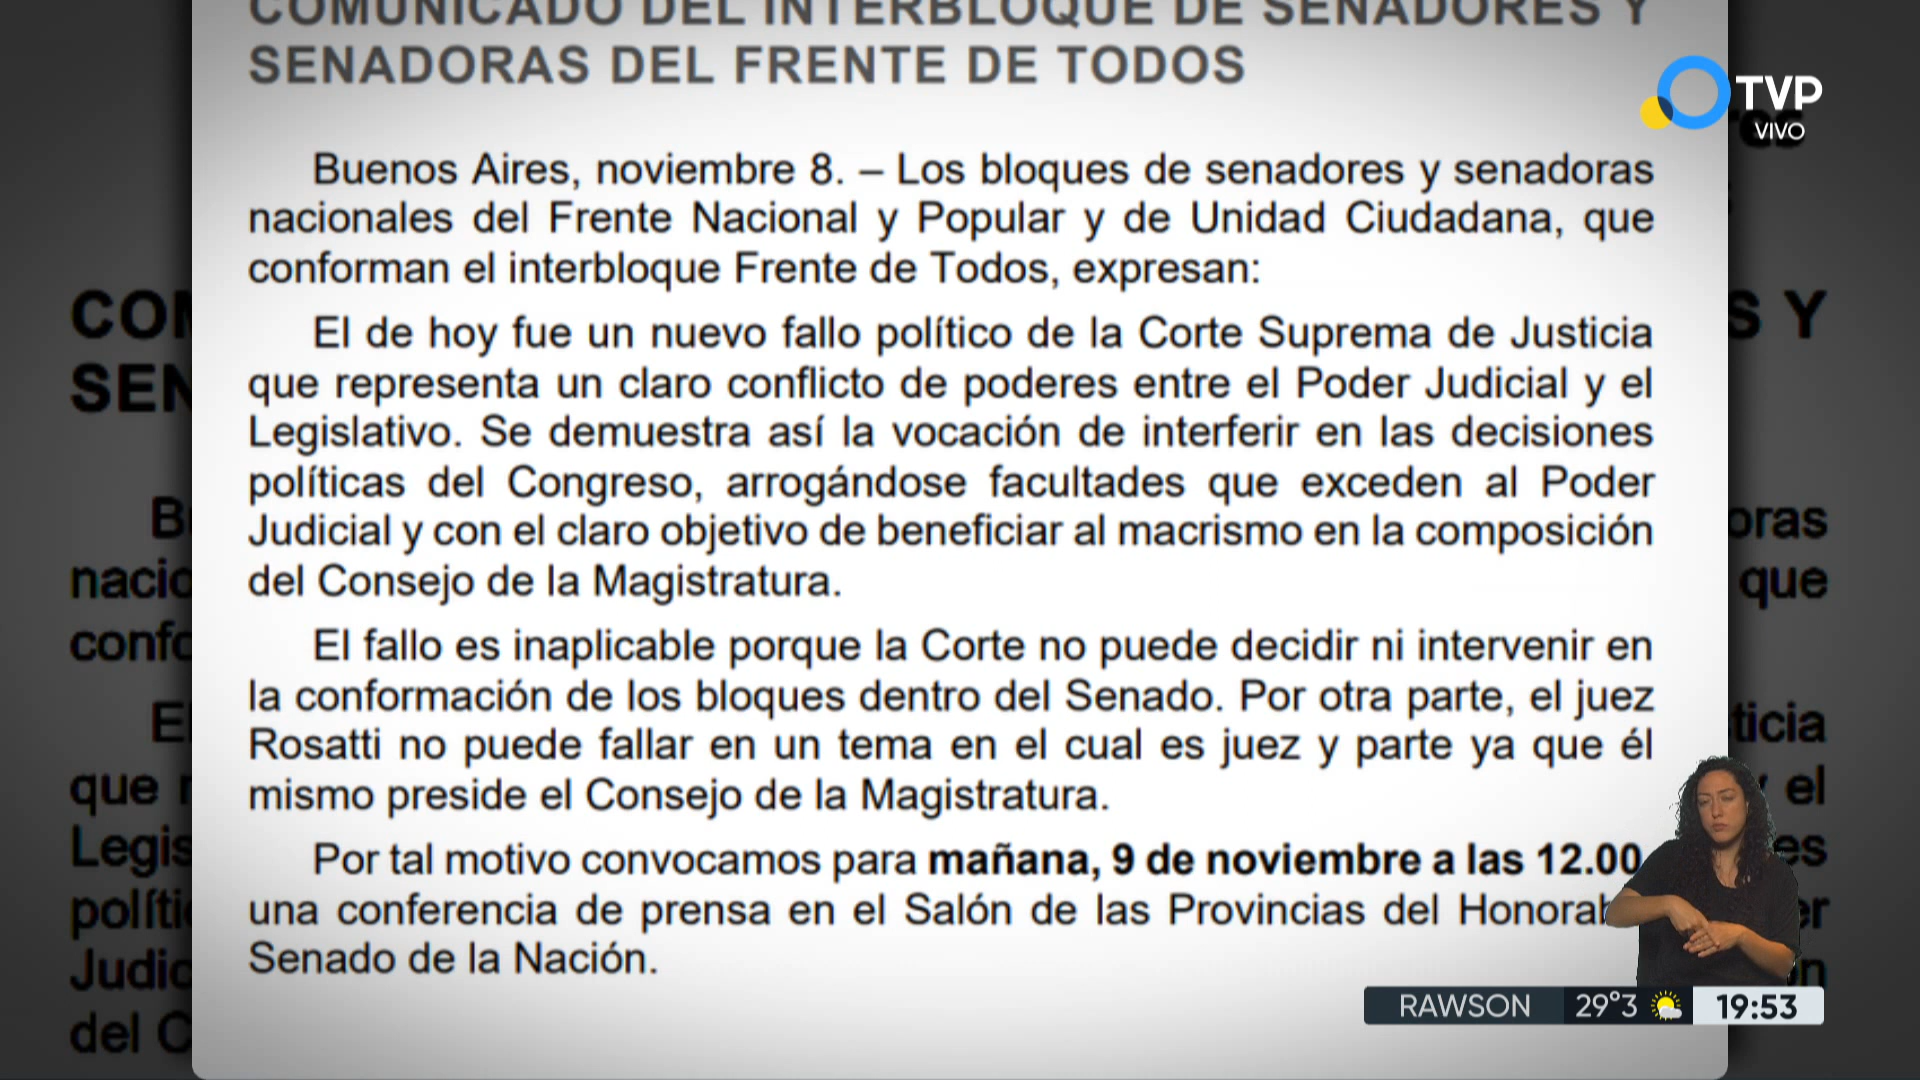 COMUNICADO DEL INTERBLOQUE DE SENADORES Y
SENADORAS DEL FRENTE DE TODOS
TVP
VIVO
Buenos Aires, noviembre 8. – Los bloques de senadores y senadoras
nacionales del Frente Nacional y Popular y de Unidad Ciudadana, que
conforman el interbloque Frente de Todos, expresan:
El de hoy fue un nuevo fallo político de la Corte Suprema de Justicia
que representa un claro conflicto de poderes entre el Poder Judicial y el
Legislativo. Se demuestra así la vocación de interferir en las decisiones
políticas del Congreso, arrogándose facultades que exceden al Poder
Judicial y con el claro objetivo de beneficiar al macrismo en la composición
del Consejo de la Magistratura.
El fallo es inaplicable porque la Corte no puede decidir ni intervenir en
la conformación de los bloques dentro del Senado. Por otra parte, el juez
Rosatti no puede fallar en un tema en el cual es juez y parte ya que él
mismo preside el Consejo de la Magistratura.
Por tal motivo convocamos para mañana, 9 de noviembre a las 12.00
una conferencia de prensa en el Salón de las Provincias del
Senado de la Nación.
RAWSON 29°3 19:53